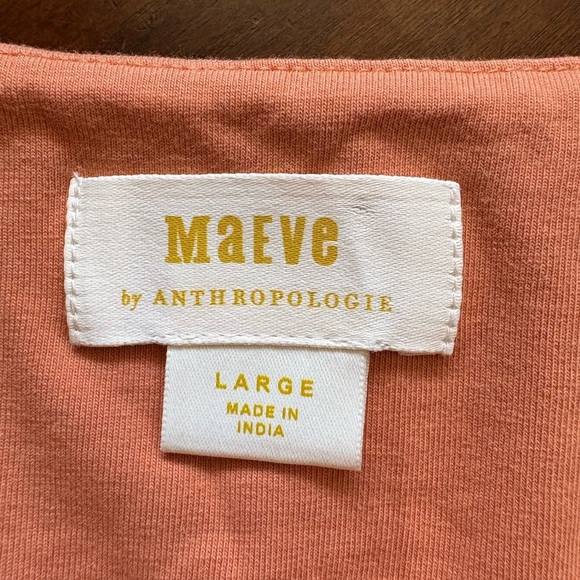 MaEve
by ANTHROPOLOGIE
LARGE
MADE IN
INDIA